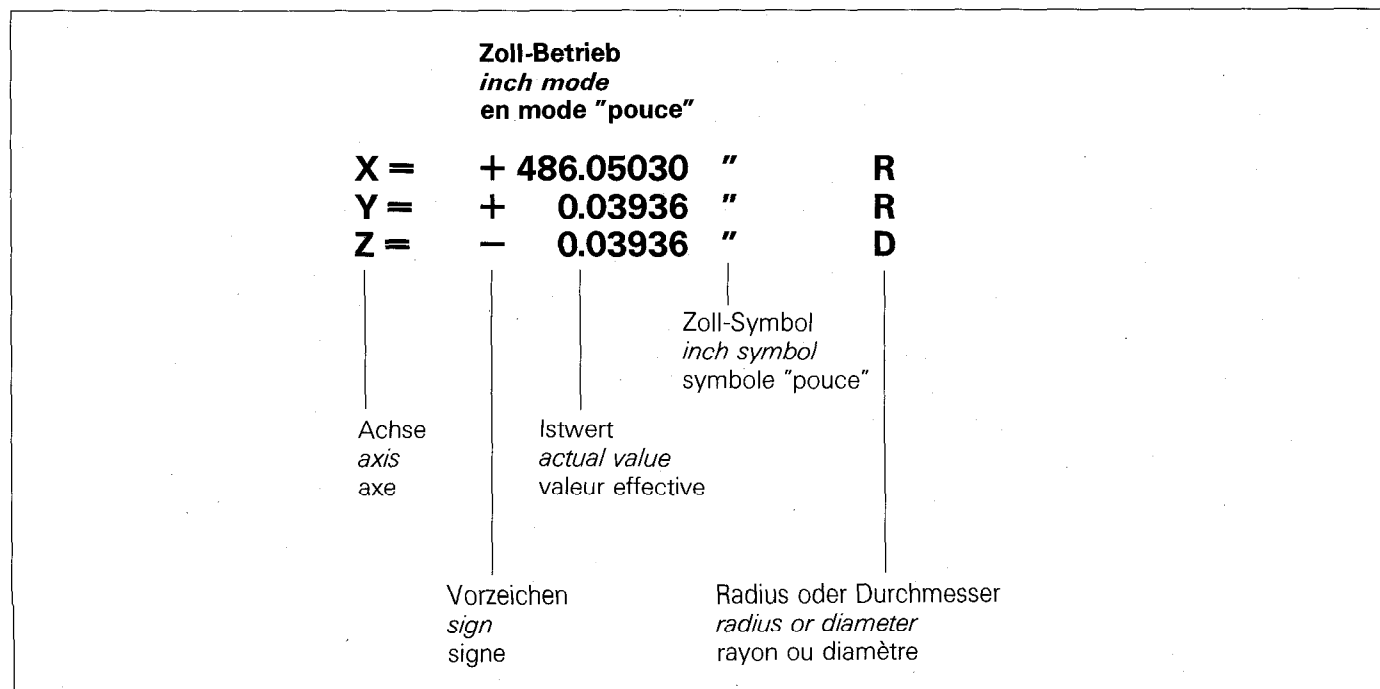 Zoll-Betrieb
inch mode
en mode "pouce"
X = + 486.05030 " R
Y = + 0.03936 " R
Z = − 0.03936 " D
Zoll-Symbol
inch symbol
symbole "pouce"
Achse
axis
axe
Istwert
actual value
valeur effective
Vorzeichen
sign
signe
Radius oder Durchmesser
radius or diameter
rayon ou diamètre